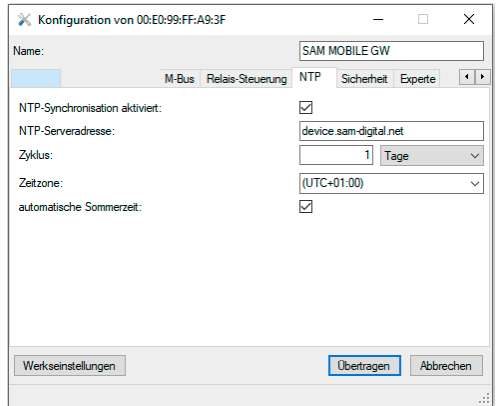 Konfiguration von 00:E0:99:FF:A9:3F
Name: SAM MOBILE GW
M-Bus Relais-Steuerung NTP Sicherheit Experte
NTP-Synchronisation aktiviert:
NTP-Serveradresse: device.sam-digital.net
Zyklus: 1 Tage
Zeitzone: (UTC+01:00)
automatische Sommerzeit:
Werkseinstellungen Übertragen Abbrechen